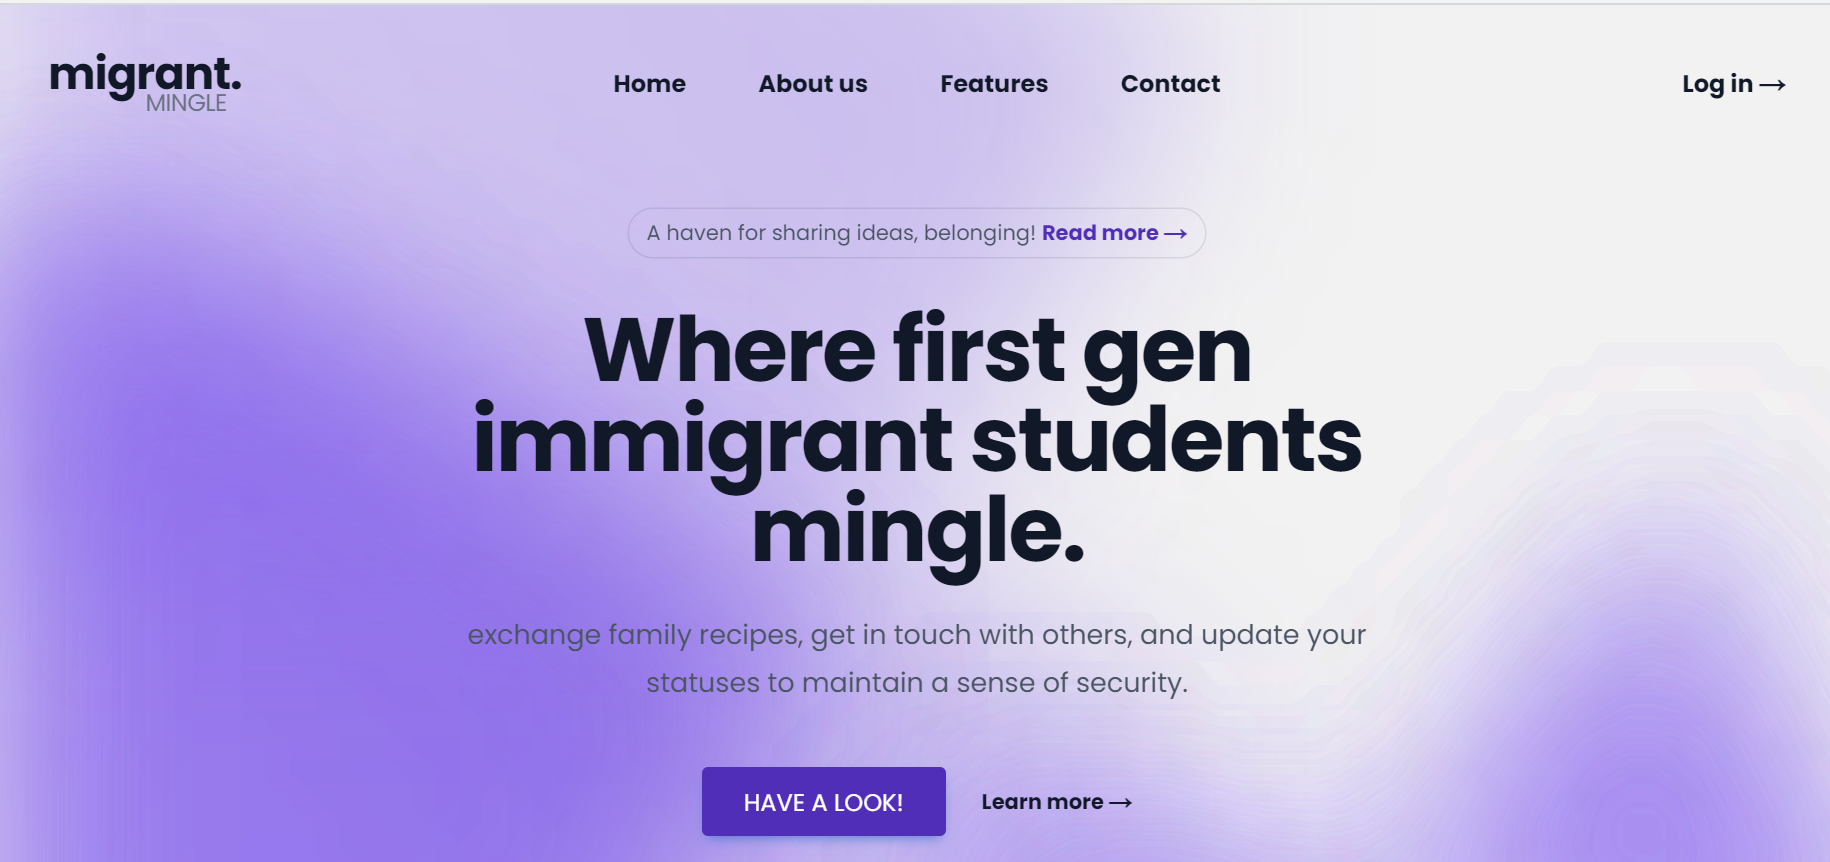 migrant.
MINGLE
Home About us Features Contact
Log in →
A haven for sharing ideas, belonging! Read more →
Where first gen
immigrant students
mingle.
exchange family recipes, get in touch with others, and update your
statuses to maintain a sense of security.
HAVE A LOOK!
Learn more →